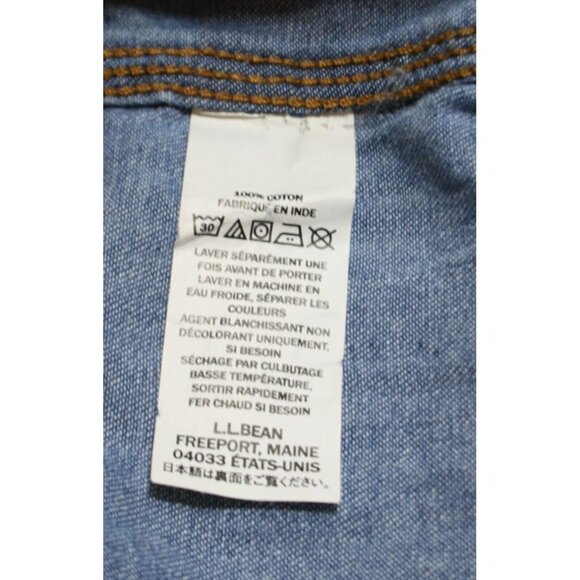 100% COTON
FABRIQUÉ EN INDE
30
LAVER SÉPARÉMENT UNE
FOIS AVANT DE PORTER
LAVER EN MACHINE EN
EAU FROIDE, SÉPARER LES
COULEURS
AGENT BLANCHISSANT NON
DÉCOLORANT UNIQUEMENT,
SI BESOIN
SÉCHAGE PAR CULBUTAGE
BASSE TEMPÉRATURE,
SORTIR RAPIDEMENT
FER CHAUD SI BESOIN
L.L.BEAN
FREEPORT, MAINE
04033 ÉTATS-UNIS
日本語は裏面をご覧ください。